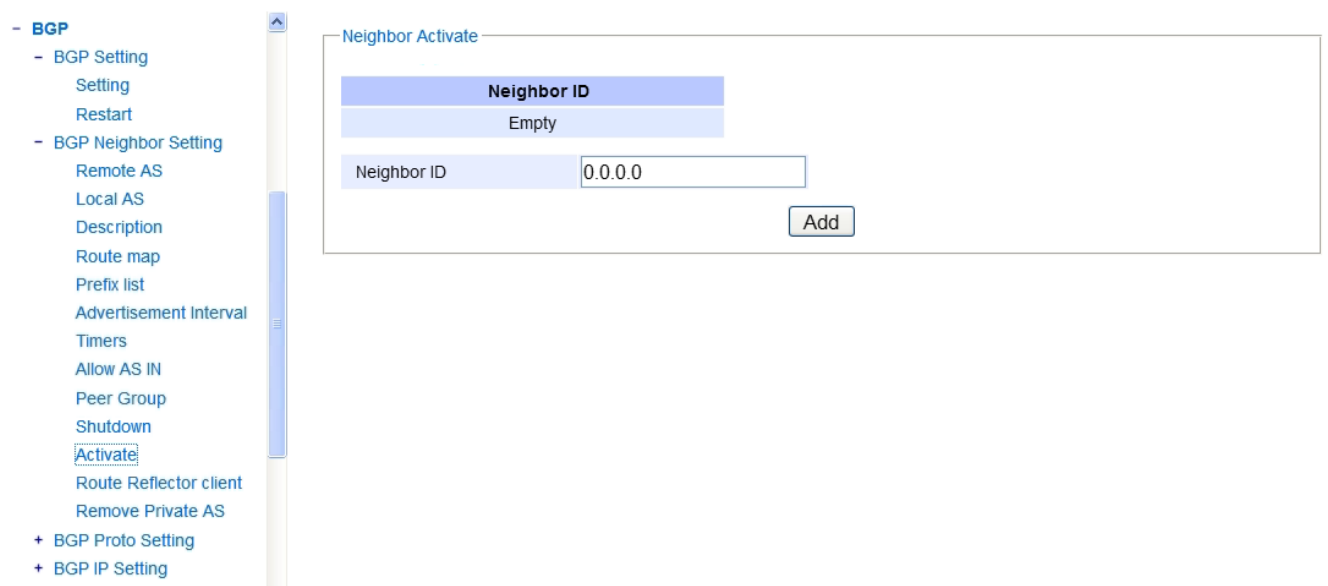 - BGP
- BGP Setting
Setting
Restart
- BGP Neighbor Setting
Remote AS
Local AS
Description
Route map
Prefix list
Advertisement Interval
Timers
Allow AS IN
Peer Group
Shutdown
Activate
Route Reflector client
Remove Private AS
+ BGP Proto Setting
+ BGP IP Setting
Neighbor Activate
Neighbor ID
Empty
Neighbor ID 0.0.0.0
Add